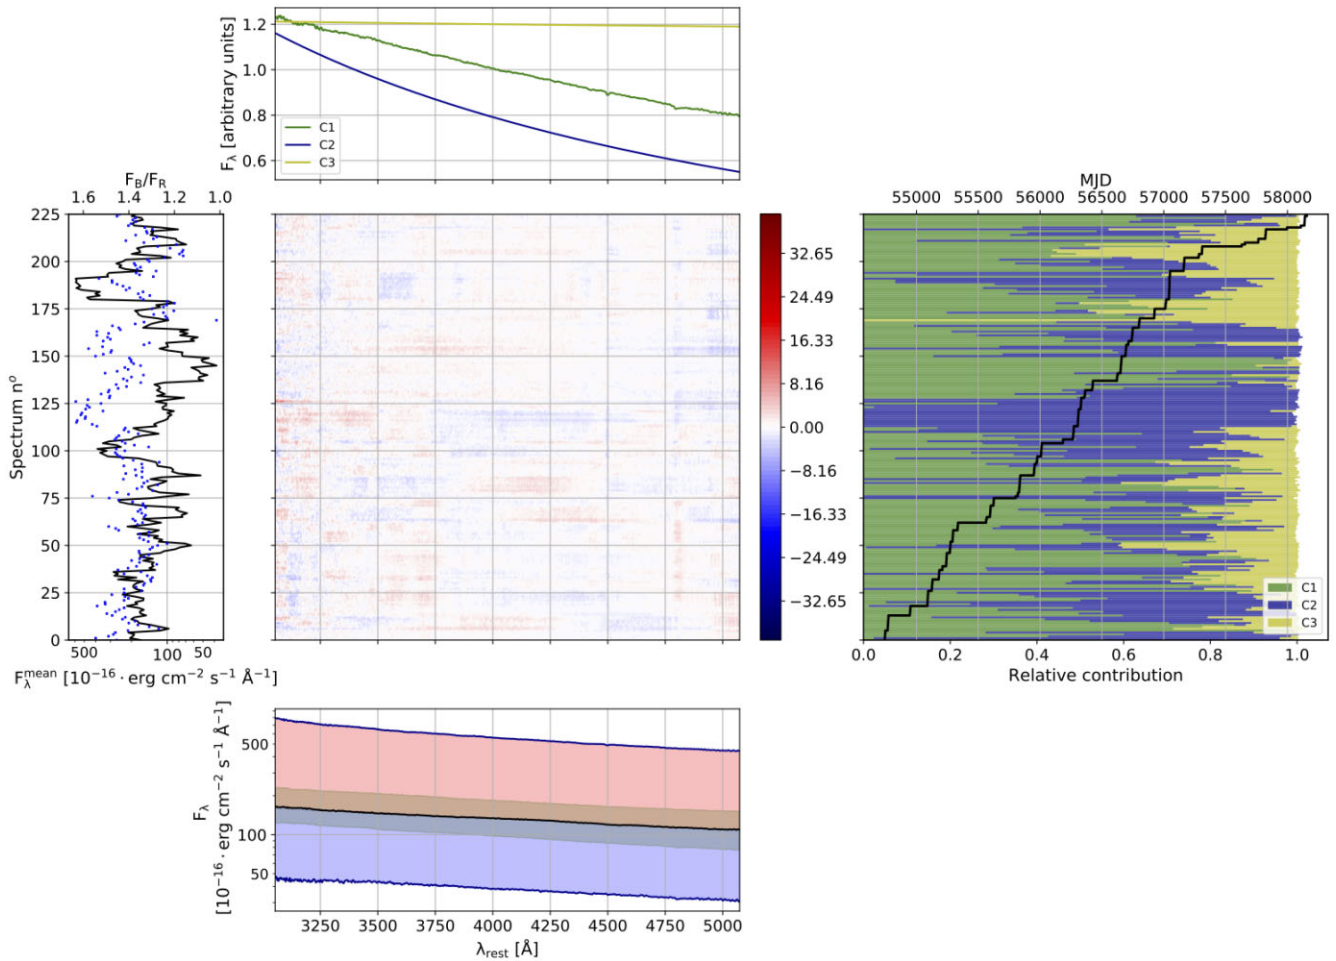 1.2
1.0
0.8
0.6
F_λ [arbitrary units]
C1
C2
C3
F_B/F_R
1.6 1.4 1.2 1.0
225
200
175
150
125
100
75
50
25
0
Spectrum nº
500 100 50
F_λ^mean [10⁻¹⁶ · erg cm⁻² s⁻¹ Å⁻¹]
32.65
24.49
16.33
8.16
0.00
−8.16
−16.33
−24.49
−32.65
MJD
55000 55500 56000 56500 57000 57500 58000
C1
C2
C3
0.0 0.2 0.4 0.6 0.8 1.0
Relative contribution
500
100
50
F_λ
[10⁻¹⁶ · erg cm⁻² s⁻¹ Å⁻¹]
3250 3500 3750 4000 4250 4500 4750 5000
λ_rest [Å]